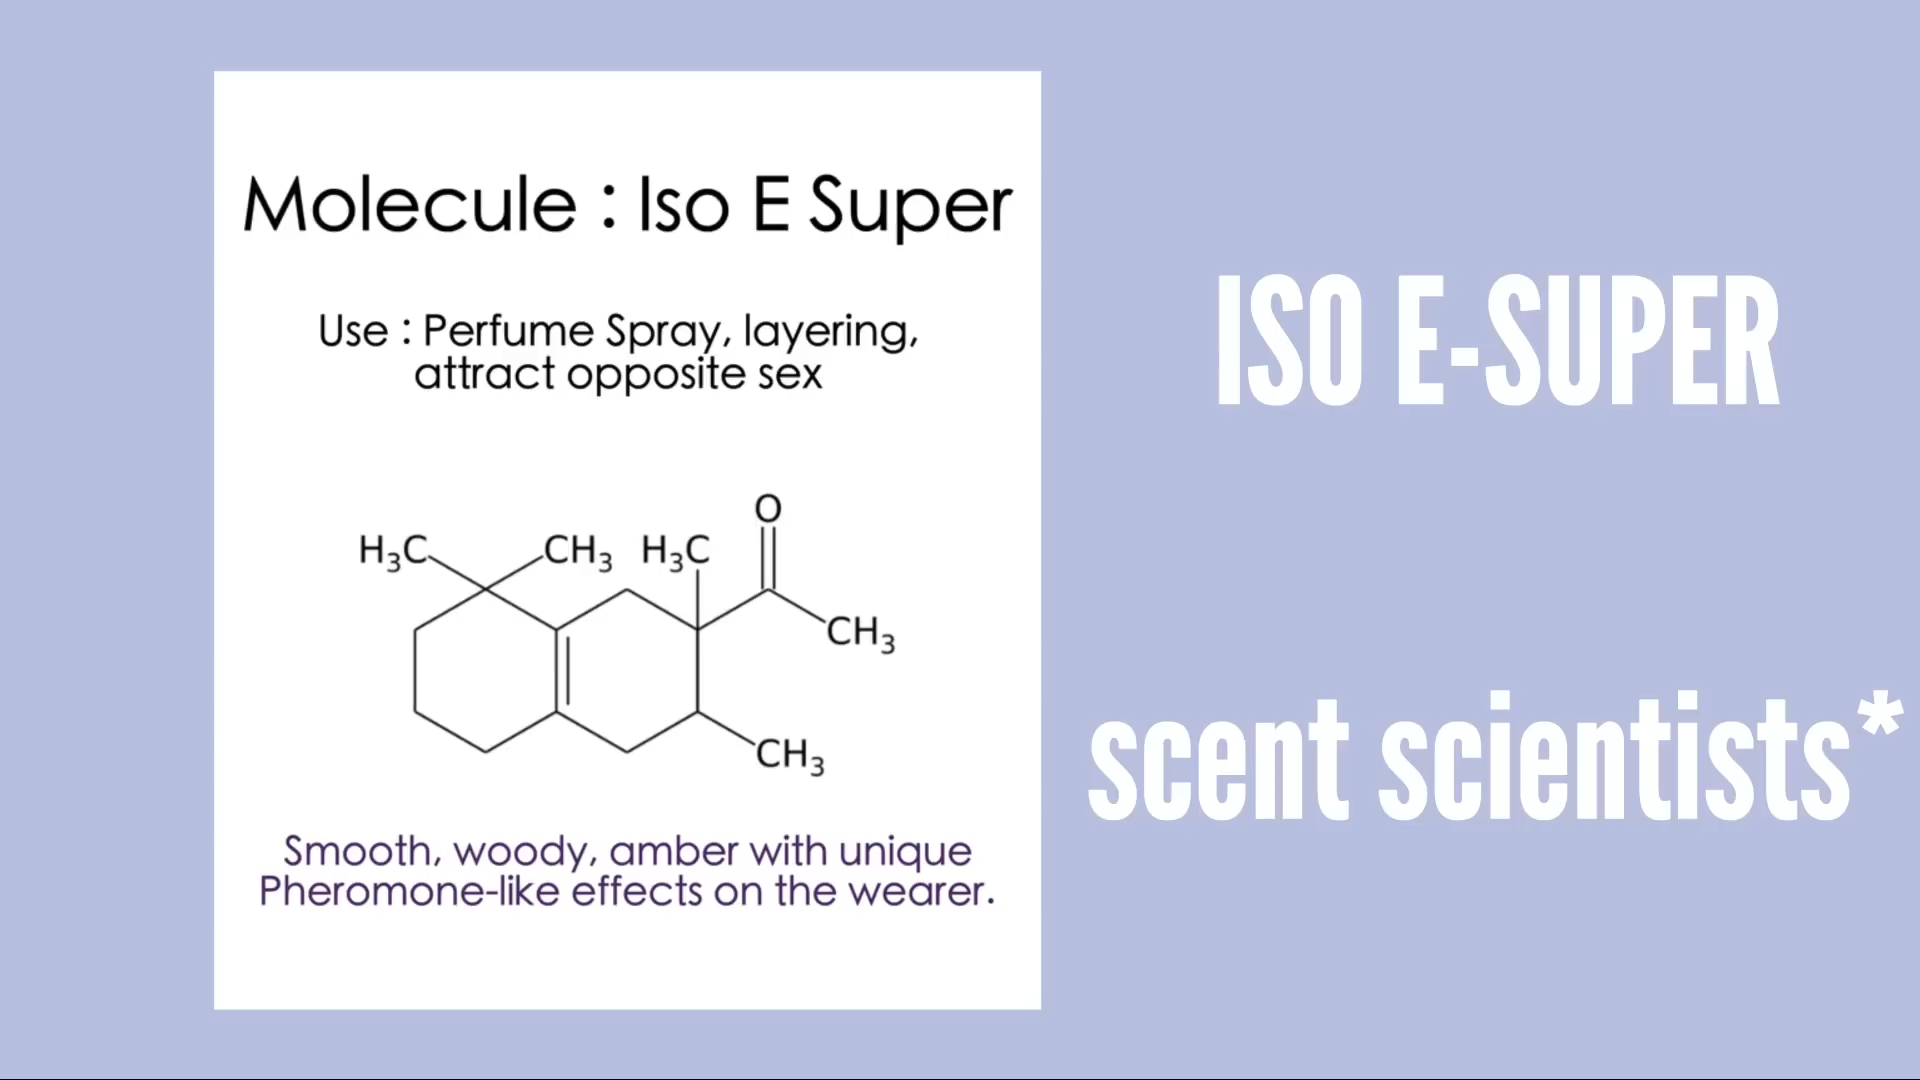 Molecule : Iso E Super
Use : Perfume Spray, layering,
attract opposite sex
O
H₃C CH₃ H₃C
CH₃
CH₃
Smooth, woody, amber with unique
Pheromone-like effects on the wearer.
ISO E-SUPER
scent scientists*